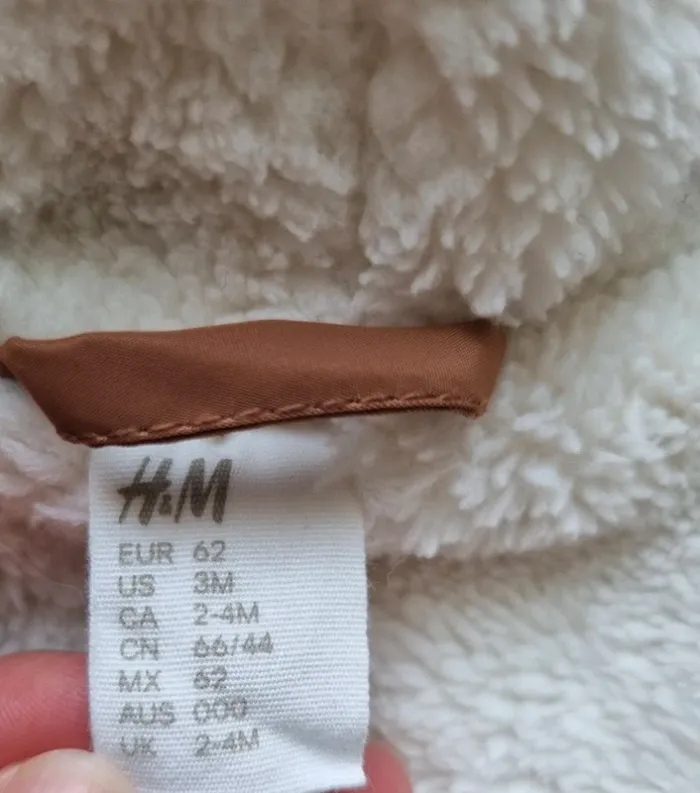 H&M
EUR 62
US 3M
CA 2-4M
CN 66/44
MX 62
AUS 000
UK 2-4M